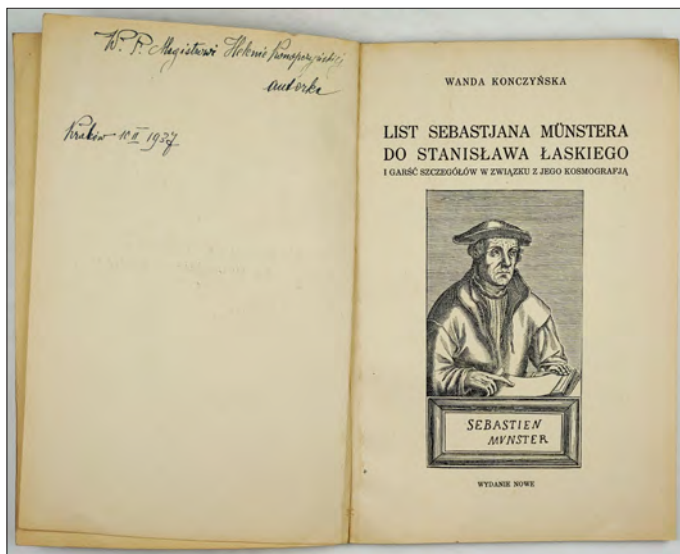 W. P. Magistrowi Helenie
autorka
Kraków 10 II 1937
WANDA KONCZYŃSKA
LIST SEBASTJANA MÜNSTERA
DO STANISŁAWA ŁASKIEGO
I GARŚĆ SZCZEGÓŁÓW W ZWIĄZKU Z JEGO KOSMOGRAFJĄ
SEBASTIEN
MVNSTER
WYDANIE NOWE